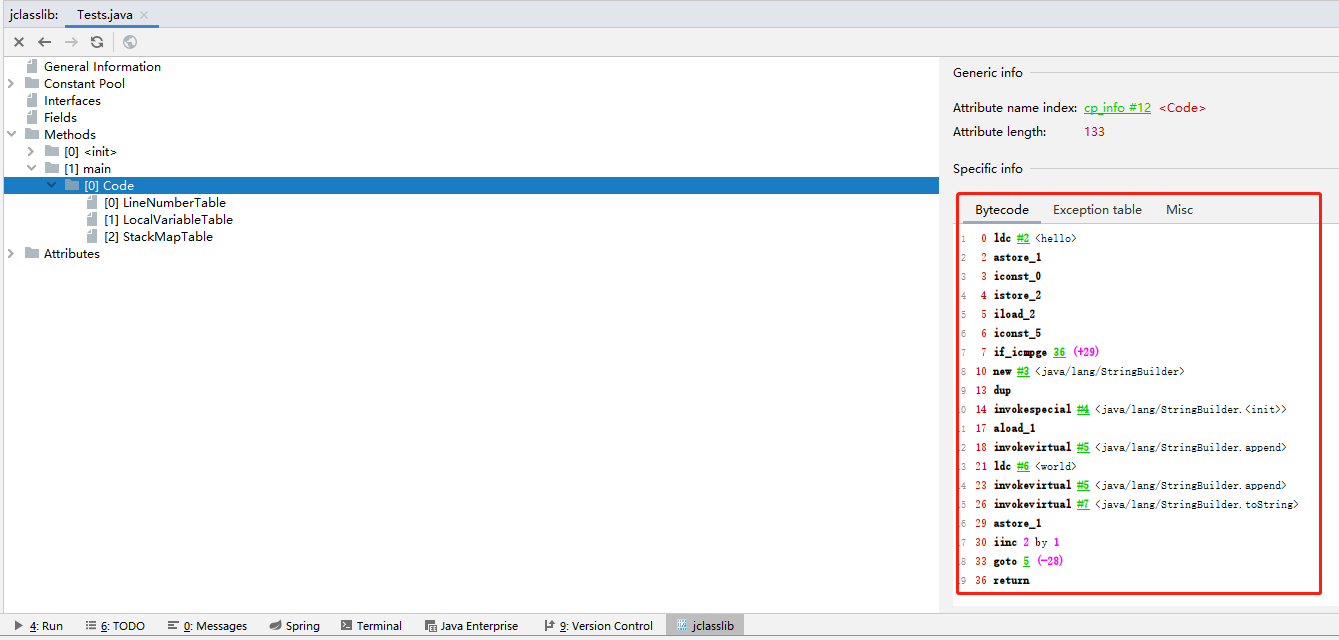 jclasslib: Tests.java
General Information
Constant Pool
Interfaces
Fields
Methods
[0] <init>
[1] main
[0] Code
[0] LineNumberTable
[1] LocalVariableTable
[2] StackMapTable
Attributes
Generic info
Attribute name index: cp_info #12 <Code>
Attribute length: 133
Specific info
Bytecode Exception table Misc
1 0 ldc #2 <hello>
2 2 astore_1
3 3 iconst_0
4 4 istore_2
5 5 iload_2
6 6 iconst_5
7 7 if_icmpge 36 (+29)
8 10 new #3 <java/lang/StringBuilder>
9 13 dup
0 14 invokespecial #4 <java/lang/StringBuilder.<init>>
1 17 aload_1
2 18 invokevirtual #5 <java/lang/StringBuilder.append>
3 21 ldc #6 <world>
4 23 invokevirtual #5 <java/lang/StringBuilder.append>
5 26 invokevirtual #7 <java/lang/StringBuilder.toString>
6 29 astore_1
7 30 iinc 2 by 1
8 33 goto 5 (-28)
9 36 return
4: Run 6: TODO 0: Messages Spring Terminal Java Enterprise 9: Version Control jclasslib